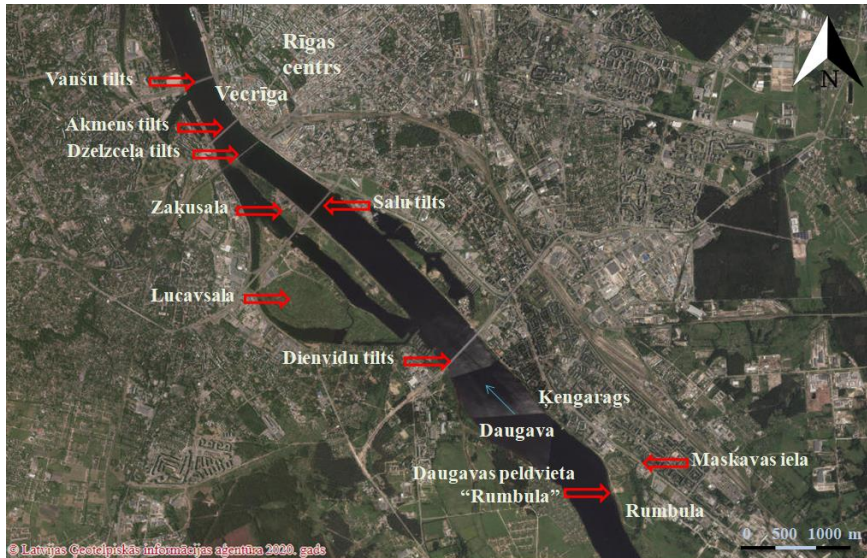 Rīgas
centrs
Vanšu tilts
Vecrīga
N
Akmens tilts
Dzelzceļa tilts
Zaķusala
Salu tilts
Lucavsala
Dienvidu tilts
Ķengarags
Daugava
Maskavas iela
Daugavas peldvieta
“Rumbula”
Rumbula
0 500 1000 m
© Latvijas Ģeotelpiskās informācijas aģentūra 2020. gads